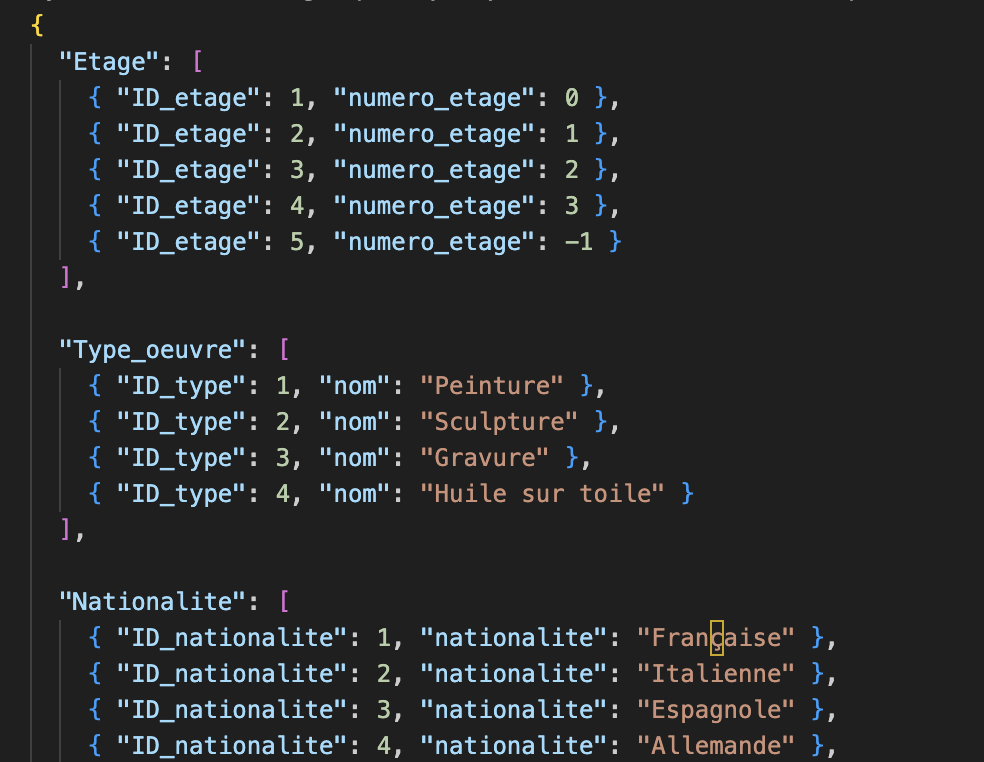 {
"Etage": [
{ "ID_etage": 1, "numero_etage": 0 },
{ "ID_etage": 2, "numero_etage": 1 },
{ "ID_etage": 3, "numero_etage": 2 },
{ "ID_etage": 4, "numero_etage": 3 },
{ "ID_etage": 5, "numero_etage": -1 }
],
"Type_oeuvre": [
{ "ID_type": 1, "nom": "Peinture" },
{ "ID_type": 2, "nom": "Sculpture" },
{ "ID_type": 3, "nom": "Gravure" },
{ "ID_type": 4, "nom": "Huile sur toile" }
],
"Nationalite": [
{ "ID_nationalite": 1, "nationalite": "Française" },
{ "ID_nationalite": 2, "nationalite": "Italienne" },
{ "ID_nationalite": 3, "nationalite": "Espagnole" },
{ "ID_nationalite": 4, "nationalite": "Allemande" },